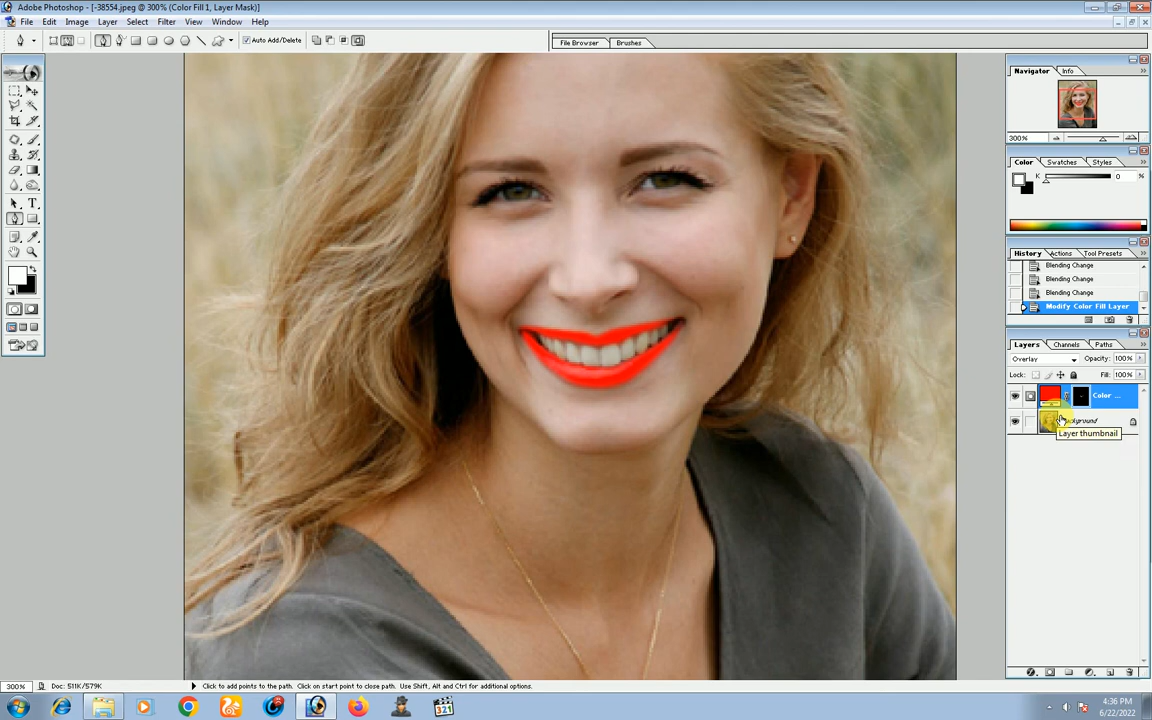 Adobe Photoshop - [-38554.jpeg @ 300% (Color Fill 1, Layer Mask)]
File Edit Image Layer Select Filter View Window Help
Auto Add/Delete File Browser Brushes
Navigator Info
300%
Color Swatches Styles
K 0 %
History Actions Tool Presets
Blending Change
Blending Change
Blending Change
Modify Color Fill Layer
Layers Channels Paths
Overlay Opacity: 100%
Lock: Fill: 100%
Color ...
Layer thumbnail
300% Doc: 511K/579K Click to add points to the path. Click on start point to close path. Use Shift, Alt and Ctrl for additional options.
321
4:36 PM
6/22/2022